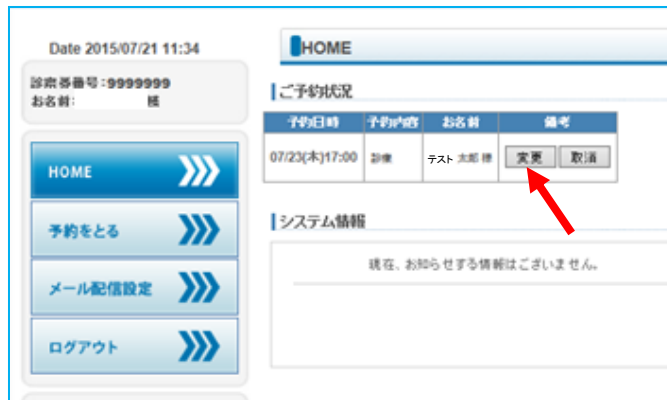 Date 2015/07/21 11:34
診察券番号:9999999
お名前: 様
HOME
予約をとる
メール配信設定
ログアウト
HOME
ご予約状況
予約日時 予約内容 お名前 備考
07/23(木)17:00 診療 テスト 太郎 様 変更 取消
システム情報
現在、お知らせする情報はございません。